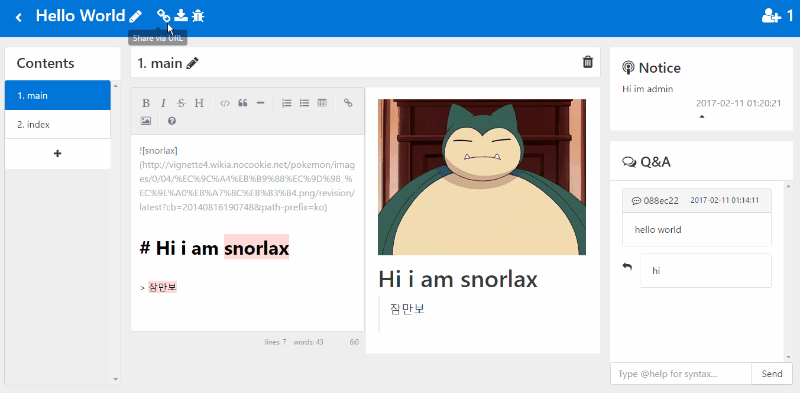 Hello World
1
Share via URL
Contents
1. main
2. index
1. main
B I S H
![snorlax]
(http://vignette4.wikia.nocookie.net/pokemon/imag
es/0/04/%EC%9C%A4%EB%B9%88%EC%9D%98_%
EC%9E%A0%EB%A7%8C%EB%B3%B4.png/revision/
latest?cb=20140816190748&path-prefix=ko)
# Hi i am snorlax
> 잠만보
lines: 7 words: 43 6:0
Hi i am snorlax
잠만보
Notice
Hi im admin
2017-02-11 01:20:21
Q&A
088ec22 2017-02-11 01:14:11
hello world
hi
Type @help for syntax...
Send